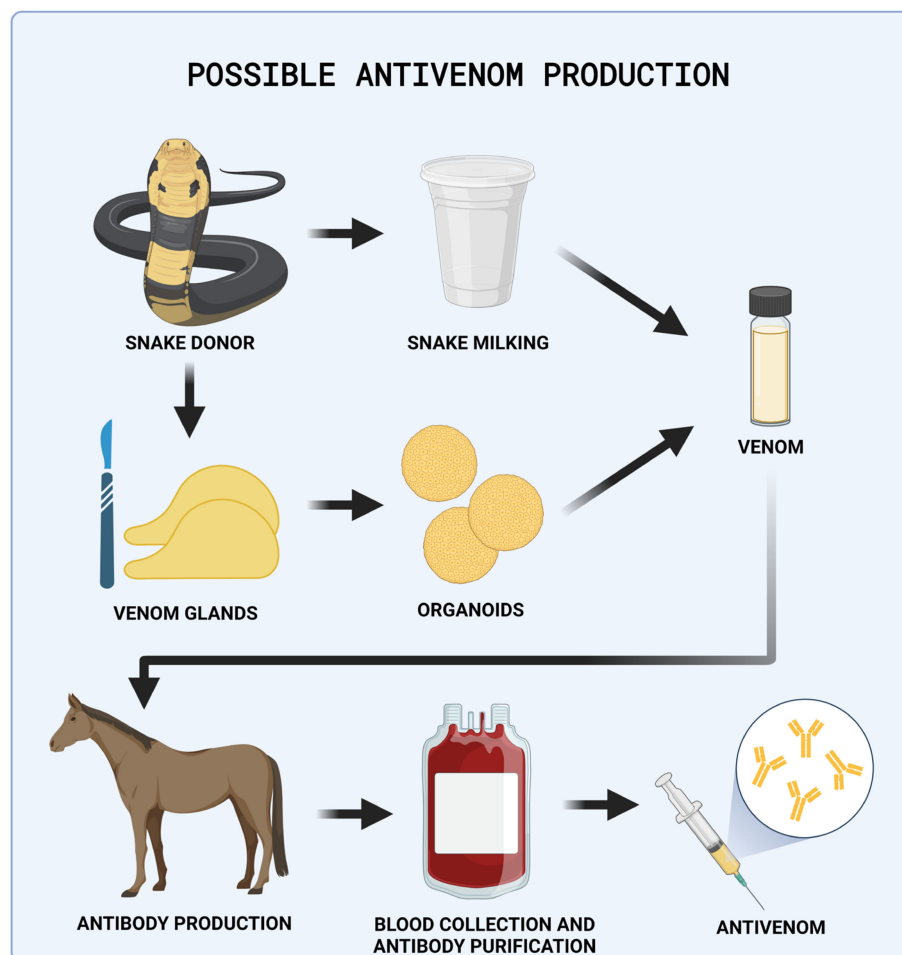 POSSIBLE ANTIVENOM PRODUCTION
SNAKE DONOR
SNAKE MILKING
VENOM
VENOM GLANDS
ORGANOIDS
ANTIBODY PRODUCTION
BLOOD COLLECTION AND
ANTIBODY PURIFICATION
ANTIVENOM